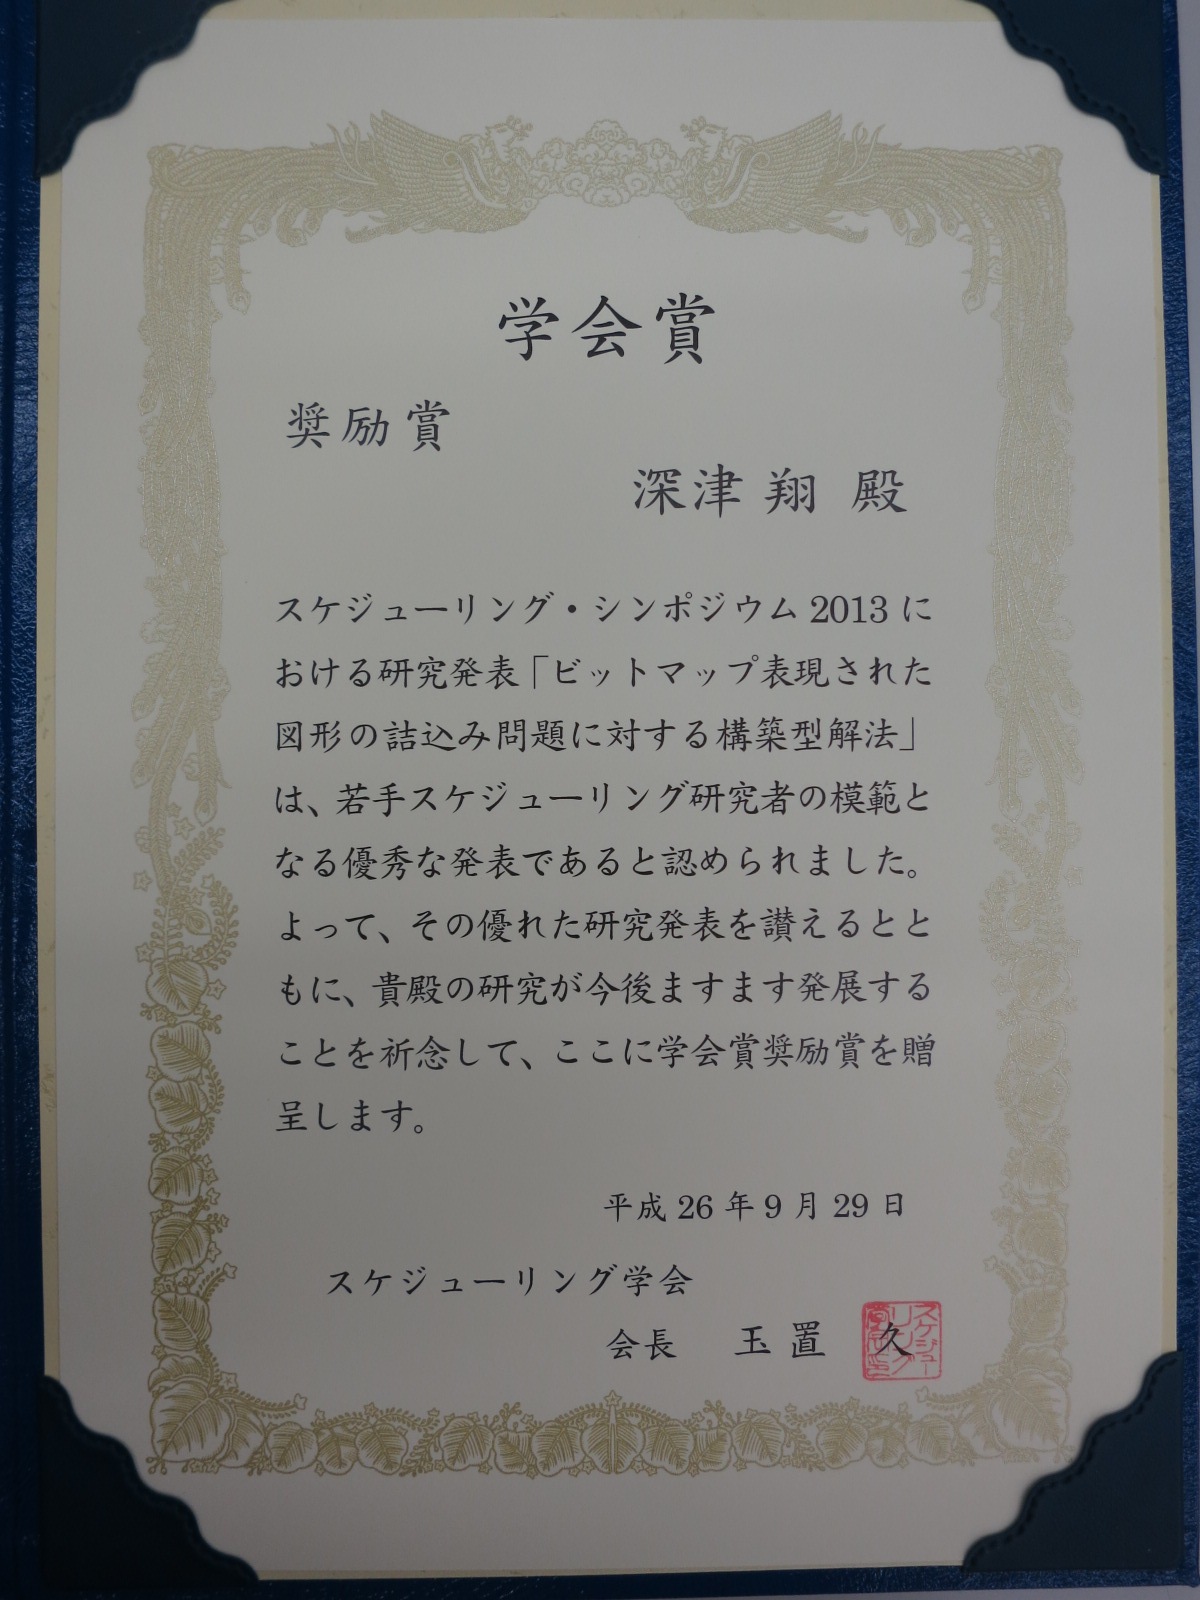 学会賞
奨励賞
深津 翔 殿
スケジューリング・シンポジウム 2013 に
おける研究発表「ビットマップ表現された
図形の詰込み問題に対する構築型解法」
は、若手スケジューリング研究者の模範と
なる優秀な発表であると認められました。
よって、その優れた研究発表を讃えるとと
もに、貴殿の研究が今後ますます発展する
ことを祈念して、ここに学会賞奨励賞を贈
呈します。
平成 26 年 9 月 29 日
スケジューリング学会
会長 玉置 久
スケジュー
リング